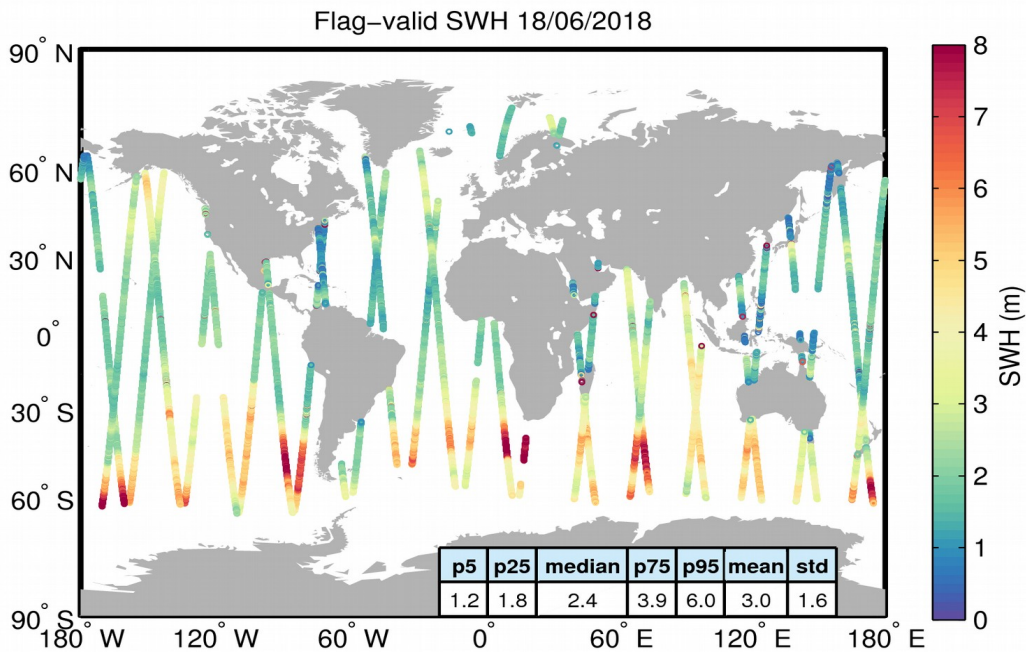 Flag−valid SWH 18/06/2018
90° N
60° N
30° N
0°
30° S
60° S
90° S
180° W
120° W
60° W
0°
60° E
120° E
180° E
p5 p25 median p75 p95 mean std
1.2 1.8 2.4 3.9 6.0 3.0 1.6
8
7
6
5
4
3
2
1
0
SWH (m)